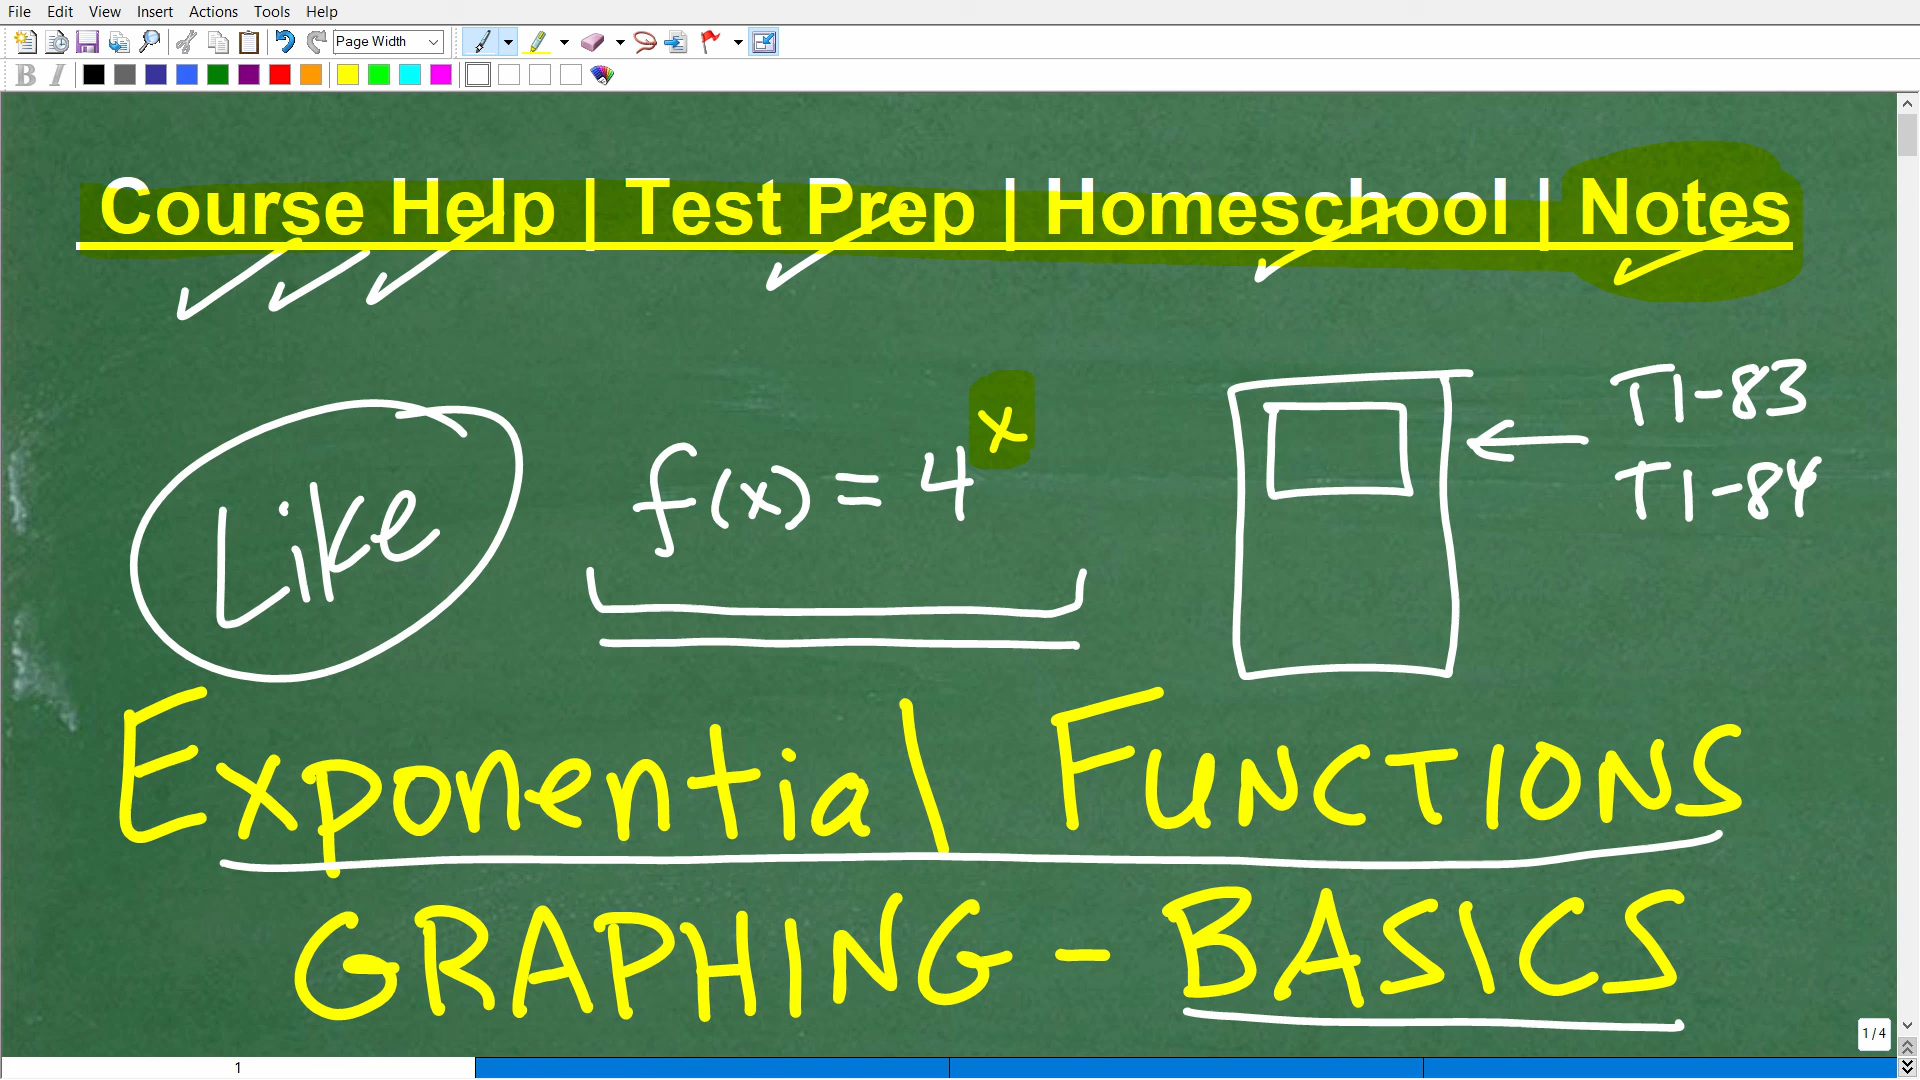 File Edit View Insert Actions Tools Help
Page Width
B I
Course Help | Test Prep | Homeschool | Notes
Like
f(x) = 4^x
TI-83
TI-84
Exponential FUNCTIONS
GRAPHING - BASICS
1 / 4
1